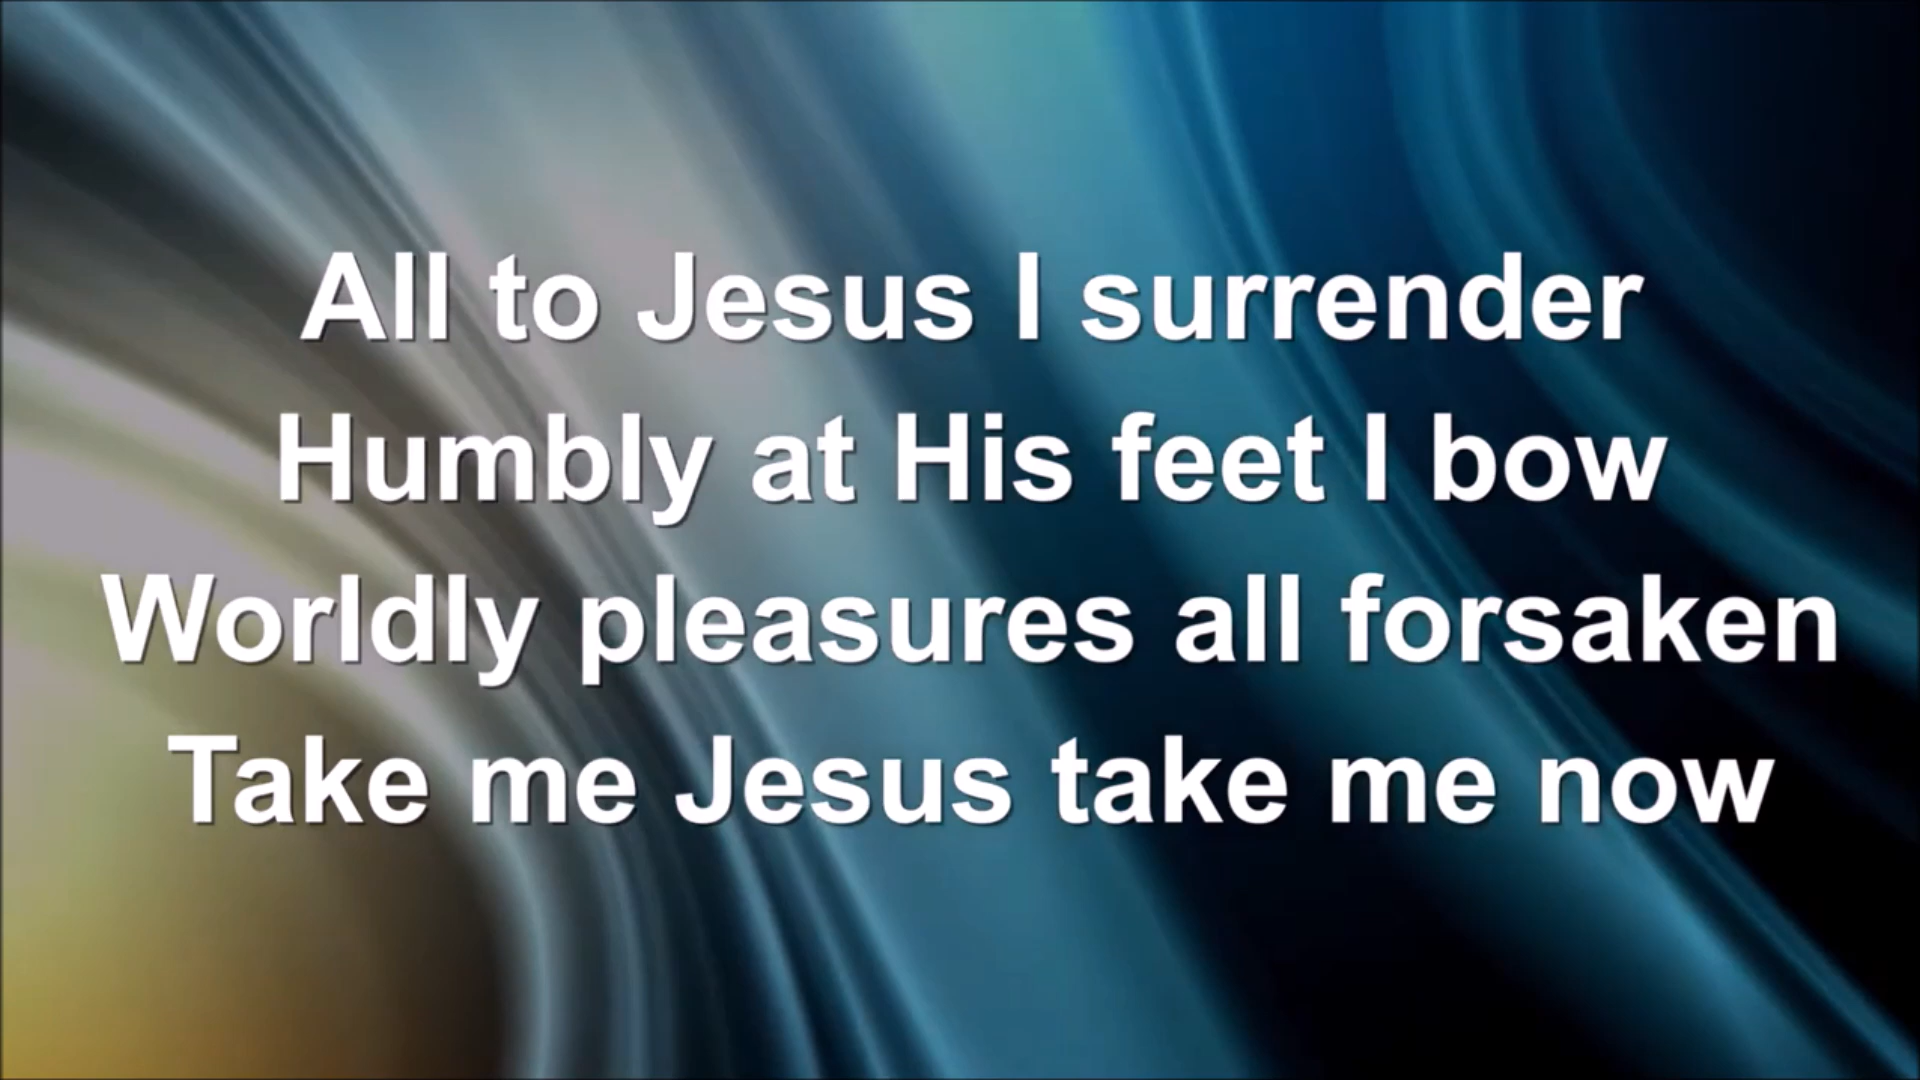 All to Jesus I surrender
Humbly at His feet I bow
Worldly pleasures all forsaken
Take me Jesus take me now